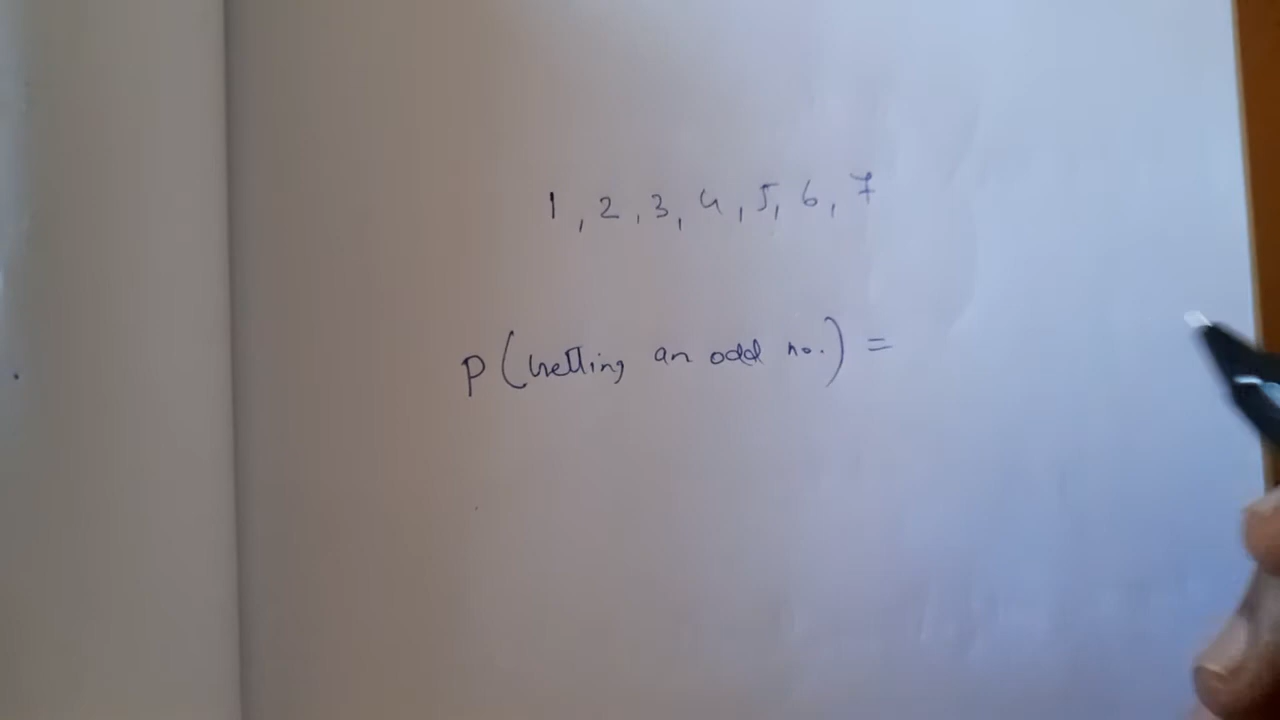 1, 2, 3, 4, 5, 6, 7
P(Getting an odd no.) =